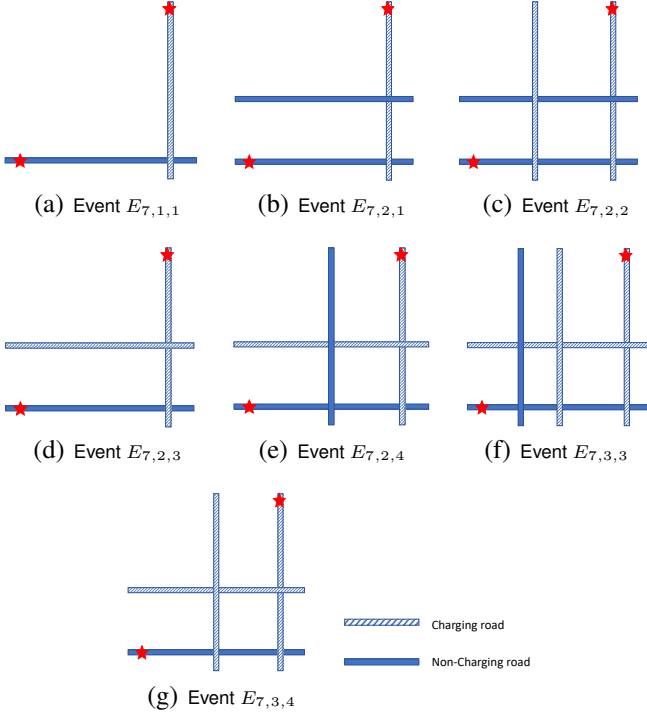 (a) Event E7,1,1
(b) Event E7,2,1
(c) Event E7,2,2
(d) Event E7,2,3
(e) Event E7,2,4
(f) Event E7,3,3
(g) Event E7,3,4
Charging road
Non-Charging road